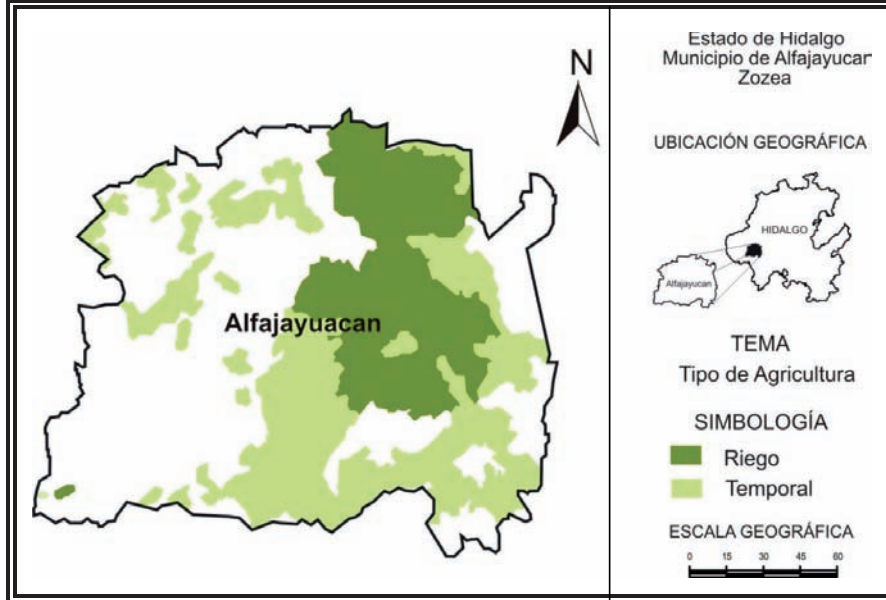 Alfajayuacan
N
Estado de Hidalgo
Municipio de Alfajayucan
Zozea
UBICACIÓN GEOGRÁFICA
HIDALGO
Alfajayucan
TEMA
Tipo de Agricultura
SIMBOLOGÍA
Riego
Temporal
ESCALA GEOGRÁFICA
0 15 30 45 60